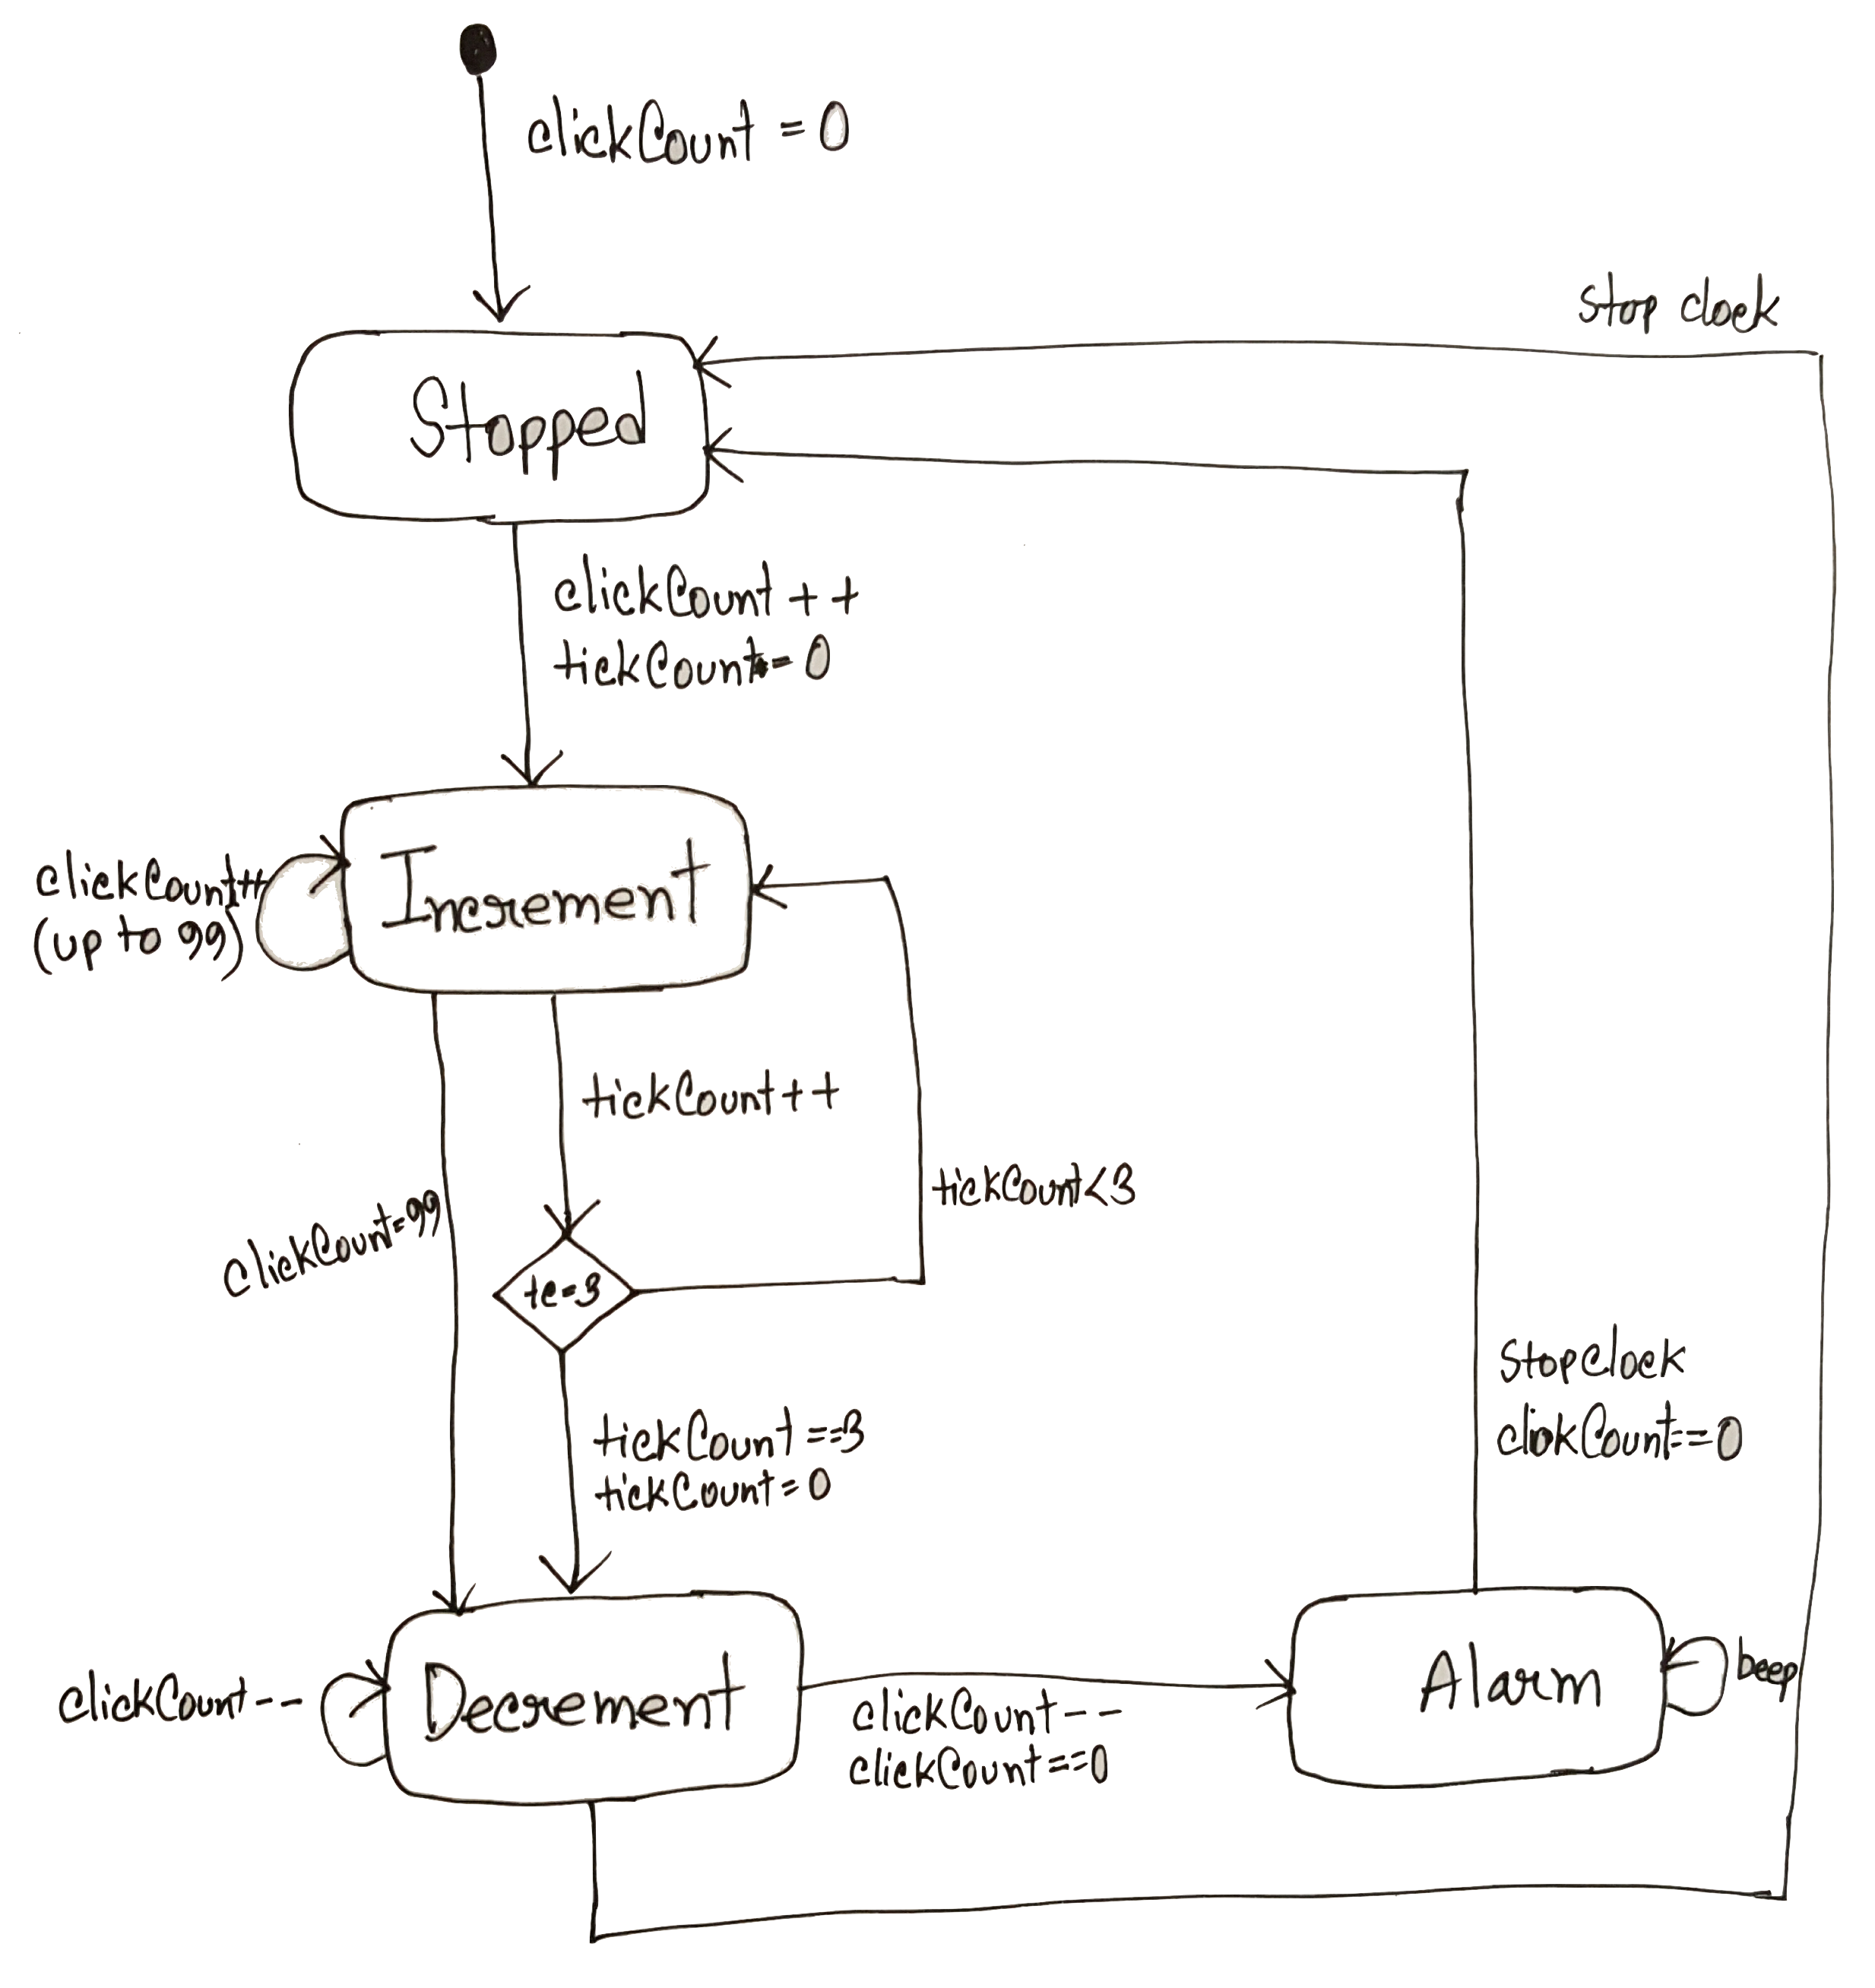 clickCount = 0
stop clock
Stopped
clickCount ++
tickCount = 0
Increment
clickCount++
(up to 99)
tickCount++
tickCount<3
clickCount=99
tc=3
stopclock
clickCount==0
tickCount ==3
tickCount=0
Decrement
clickCount--
clickCount--
clickCount==0
Alarm
beep